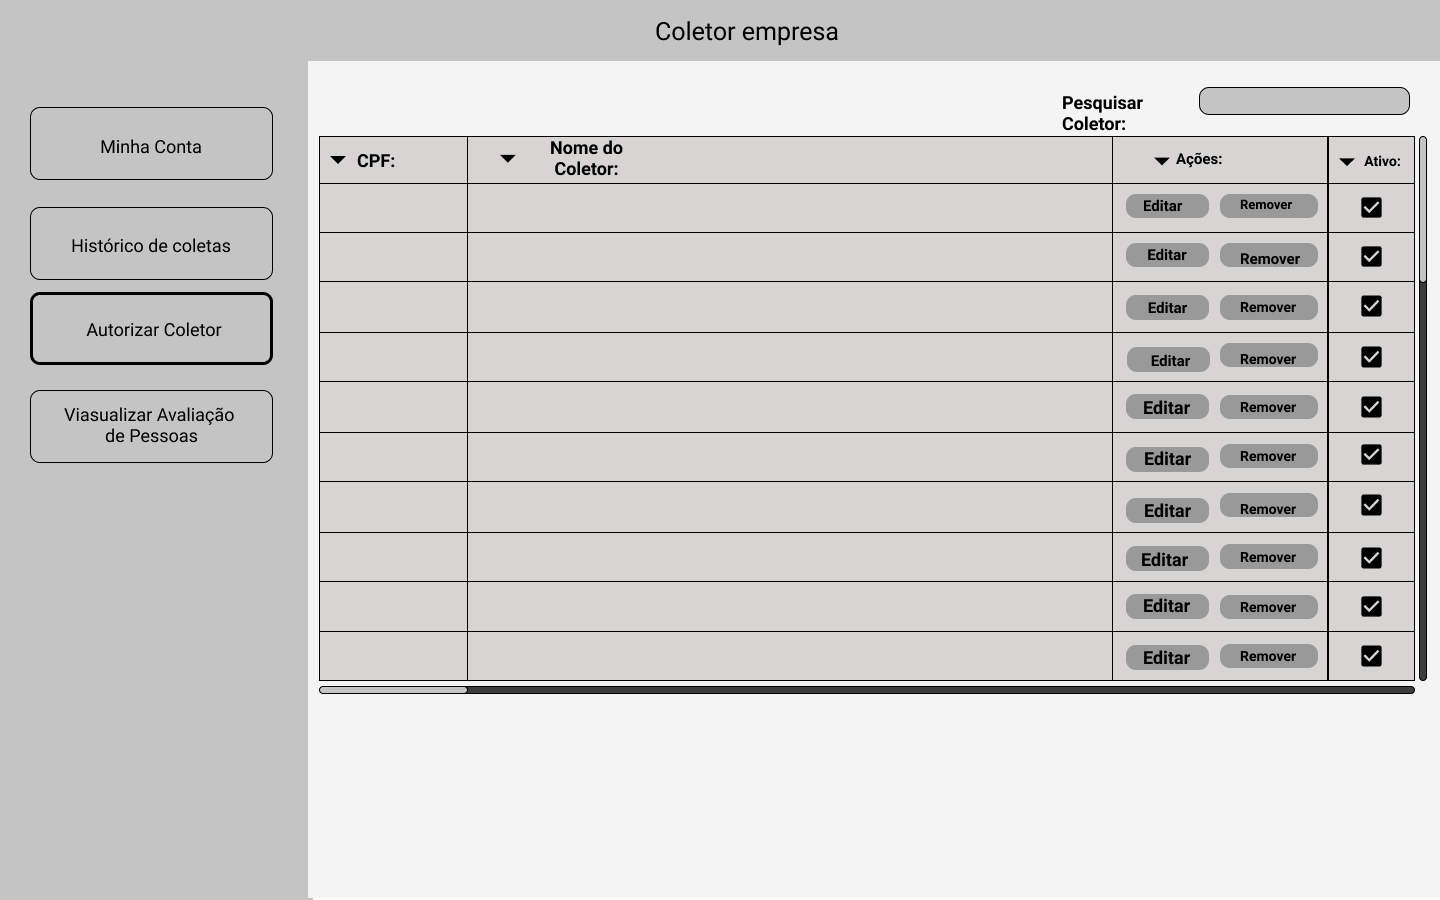 Coletor empresa
Minha Conta
Histórico de coletas
Autorizar Coletor
Viasualizar Avaliação
de Pessoas
Pesquisar
Coletor:
CPF:
Nome do
Coletor:
Ações:
Ativo:
Editar Remover
Editar Remover
Editar Remover
Editar Remover
Editar Remover
Editar Remover
Editar Remover
Editar Remover
Editar Remover
Editar Remover